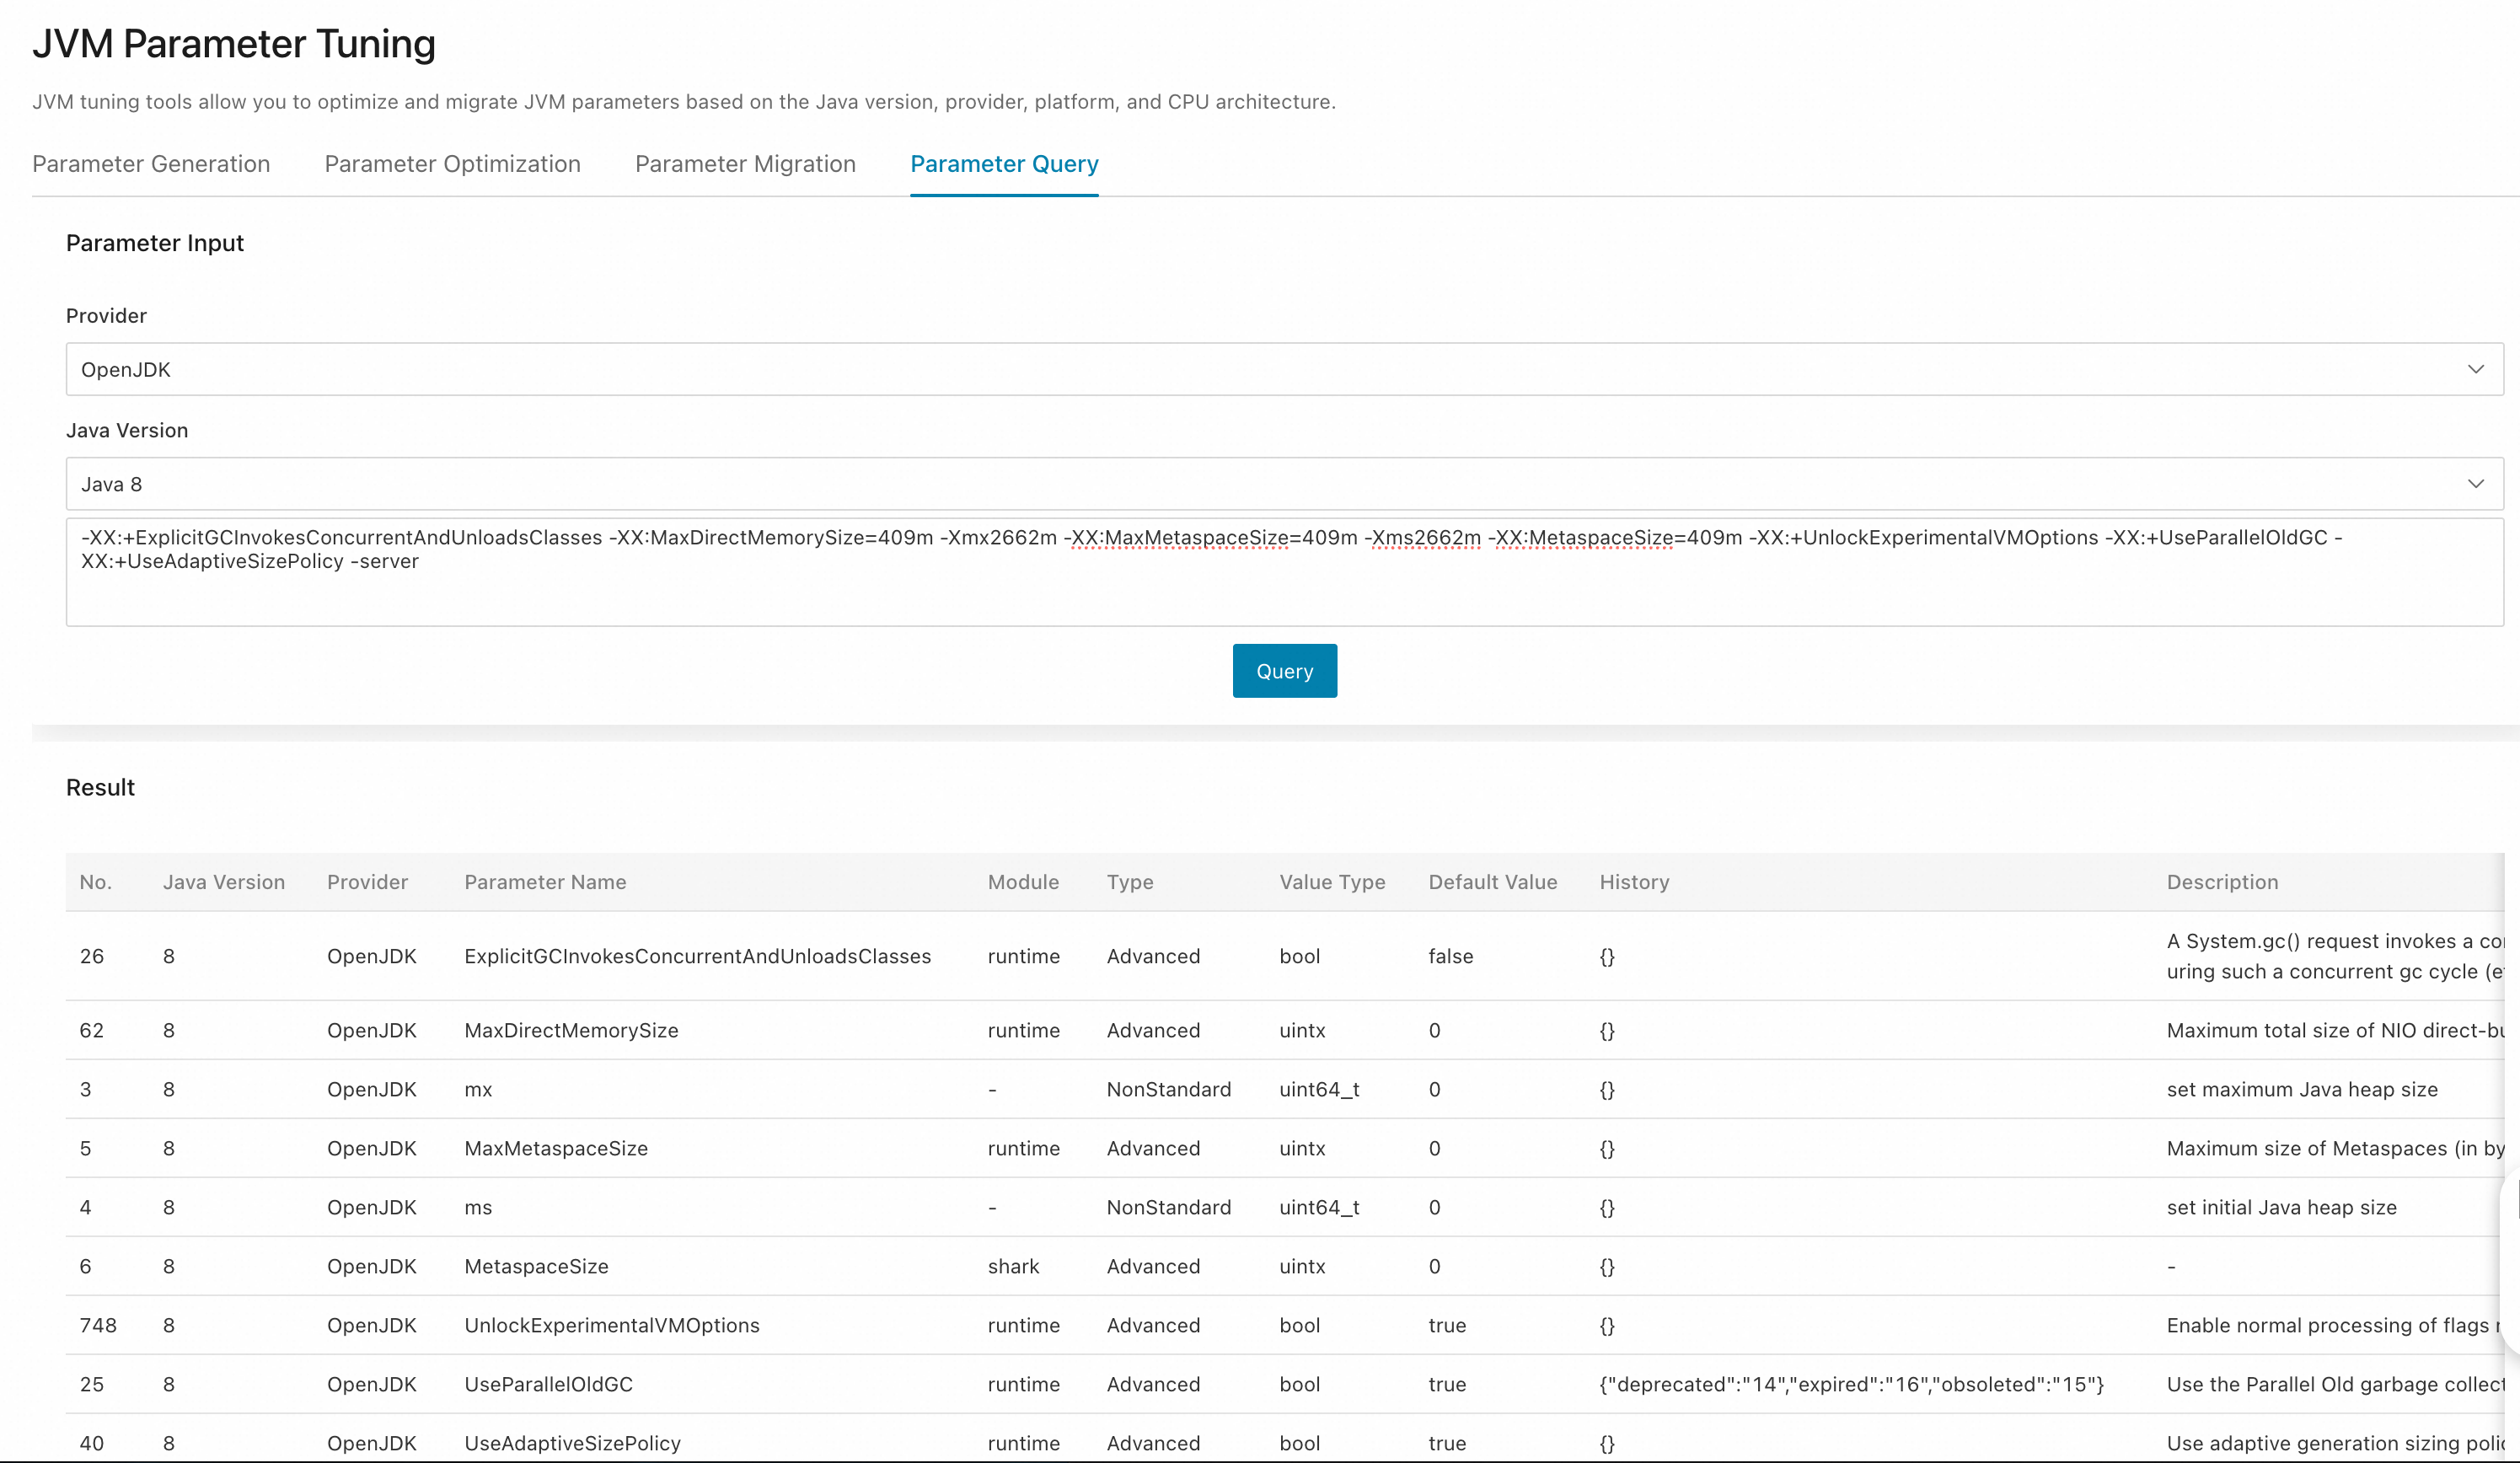 JVM Parameter Tuning
JVM tuning tools allow you to optimize and migrate JVM parameters based on the Java version, provider, platform, and CPU architecture.
Parameter Generation Parameter Optimization Parameter Migration Parameter Query
Parameter Input
Provider
OpenJDK
Java Version
Java 8
-XX:+ExplicitGCInvokesConcurrentAndUnloadsClasses -XX:MaxDirectMemorySize=409m -Xmx2662m -XX:MaxMetaspaceSize=409m -Xms2662m -XX:MetaspaceSize=409m -XX:+UnlockExperimentalVMOptions -XX:+UseParallelOldGC -
XX:+UseAdaptiveSizePolicy -server
Query
Result
No. Java Version Provider Parameter Name Module Type Value Type Default Value History Description
26 8 OpenJDK ExplicitGCInvokesConcurrentAndUnloadsClasses runtime Advanced bool false {} A System.gc() request invokes a
uring such a concurrent gc cycle
62 8 OpenJDK MaxDirectMemorySize runtime Advanced uintx 0 {} Maximum total size of NIO
3 8 OpenJDK mx - NonStandard uint64_t 0 {} set maximum Java heap size
5 8 OpenJDK MaxMetaspaceSize runtime Advanced uintx 0 {} Maximum size of Metaspaces (in
4 8 OpenJDK ms - NonStandard uint64_t 0 {} set initial Java heap size
6 8 OpenJDK MetaspaceSize shark Advanced uintx 0 {} -
748 8 OpenJDK UnlockExperimentalVMOptions runtime Advanced bool true {} Enable normal processing of flags
25 8 OpenJDK UseParallelOldGC runtime Advanced bool true {"deprecated":"14","expired":"16","obsoleted":"15"} Use the Parallel Old garbage
40 8 OpenJDK UseAdaptiveSizePolicy runtime Advanced bool true {} Use adaptive generation sizing